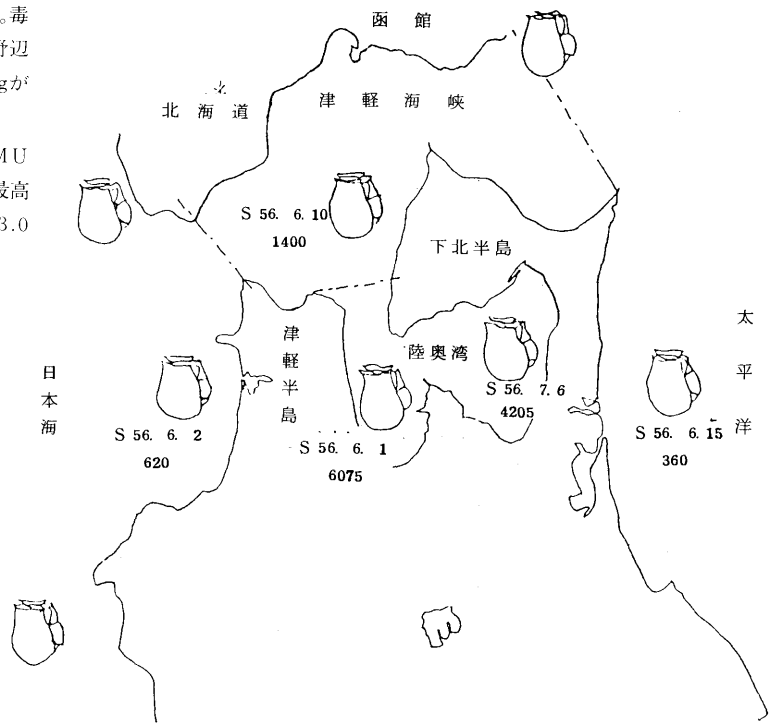 。毒
野辺
gが
MU
最高
3.0
函館
北海道
津軽海峡
S 56. 6. 10
1400
下北半島
津軽半島
陸奥湾
太平洋
日本海
S 56. 6. 2
620
S 56. 6. 1
6075
S 56. 7. 6
4205
S 56. 6. 15
360